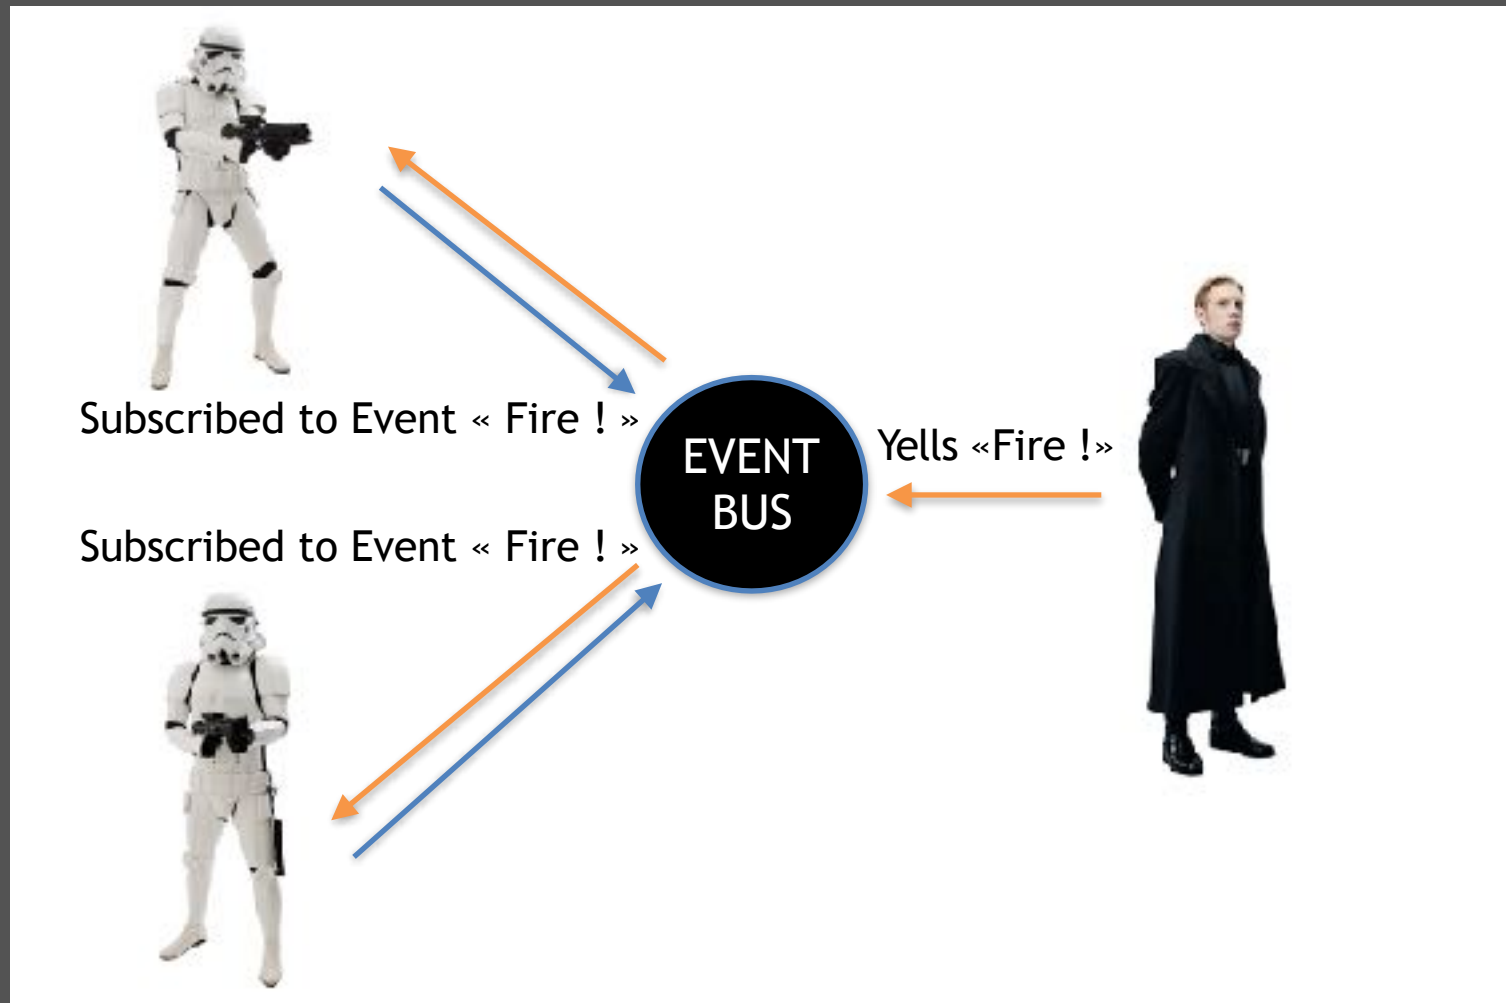 Subscribed to Event « Fire ! »
EVENT
BUS
Yells «Fire !»
Subscribed to Event « Fire ! »